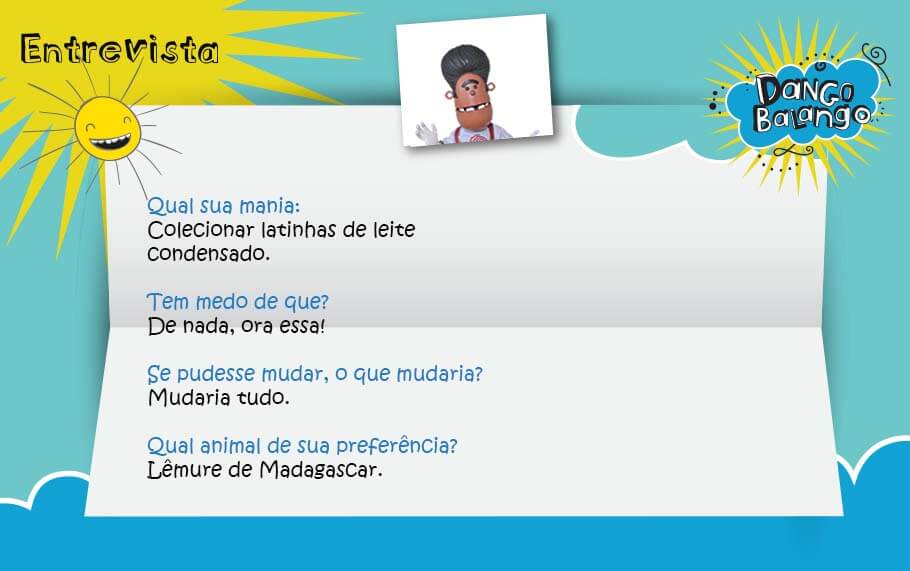 Entrevista
Dango
Balango
Qual sua mania:
Colecionar latinhas de leite
condensado.
Tem medo de que?
De nada, ora essa!
Se pudesse mudar, o que mudaria?
Mudaria tudo.
Qual animal de sua preferência?
Lêmure de Madagascar.